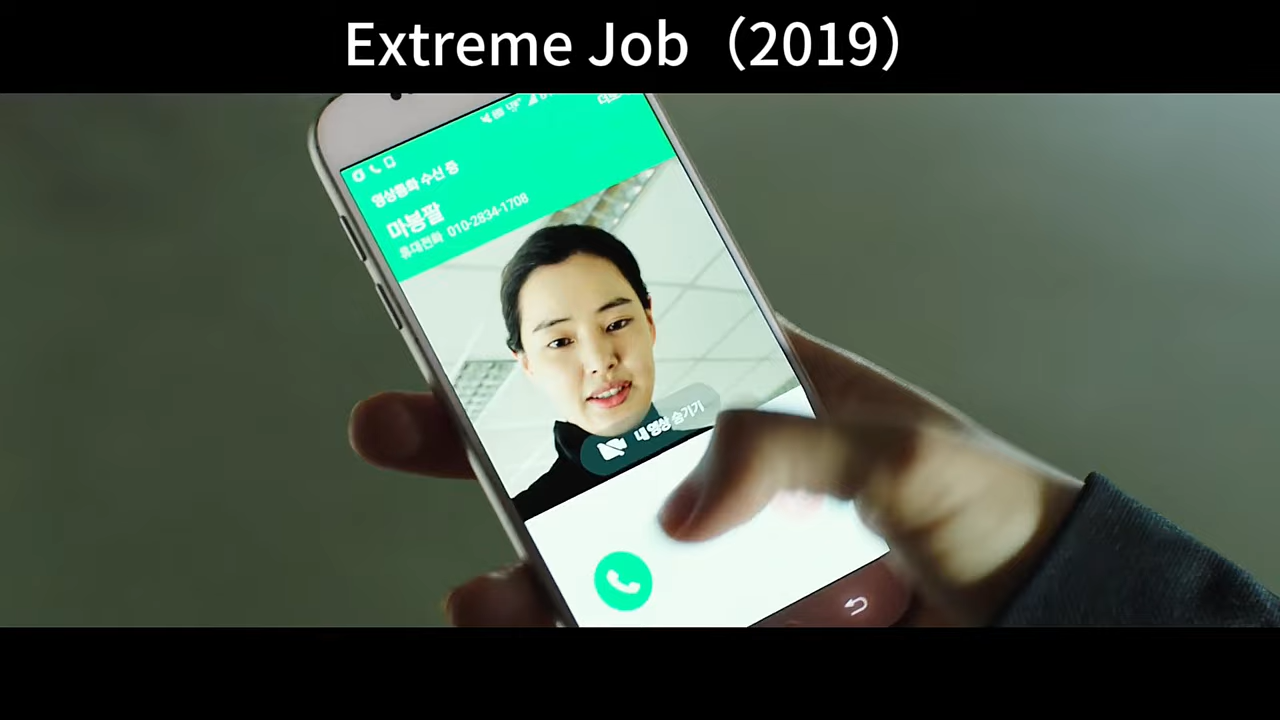 Extreme Job（2019）
영상통화 수신 중
마봉팔
휴대전화 010-2834-1708
내 영상 숨기기